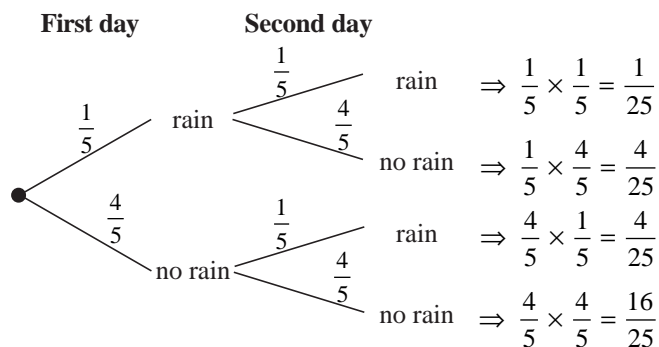 First day Second day
1/5 rain 1/5 rain ⇒ 1/5 × 1/5 = 1/25
4/5 no rain ⇒ 1/5 × 4/5 = 4/25
4/5 no rain 1/5 rain ⇒ 4/5 × 1/5 = 4/25
4/5 no rain ⇒ 4/5 × 4/5 = 16/25